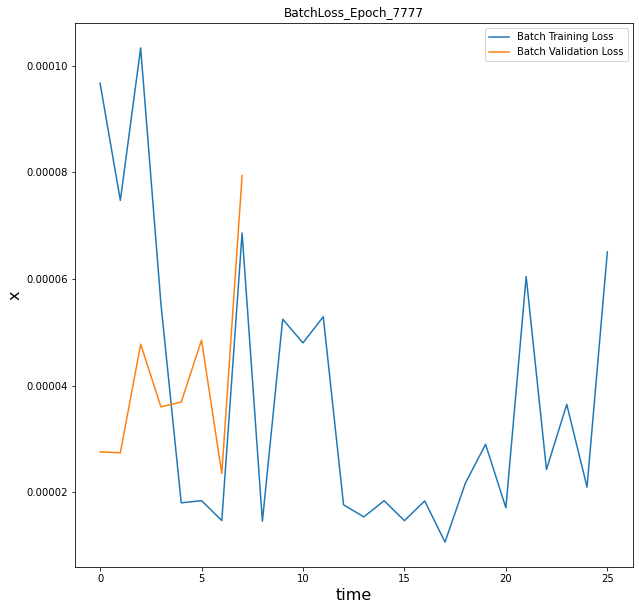 BatchLoss_Epoch_7777
Batch Training Loss
Batch Validation Loss
0.00010
0.00008
0.00006
0.00004
0.00002
x
0 5 10 15 20 25
time